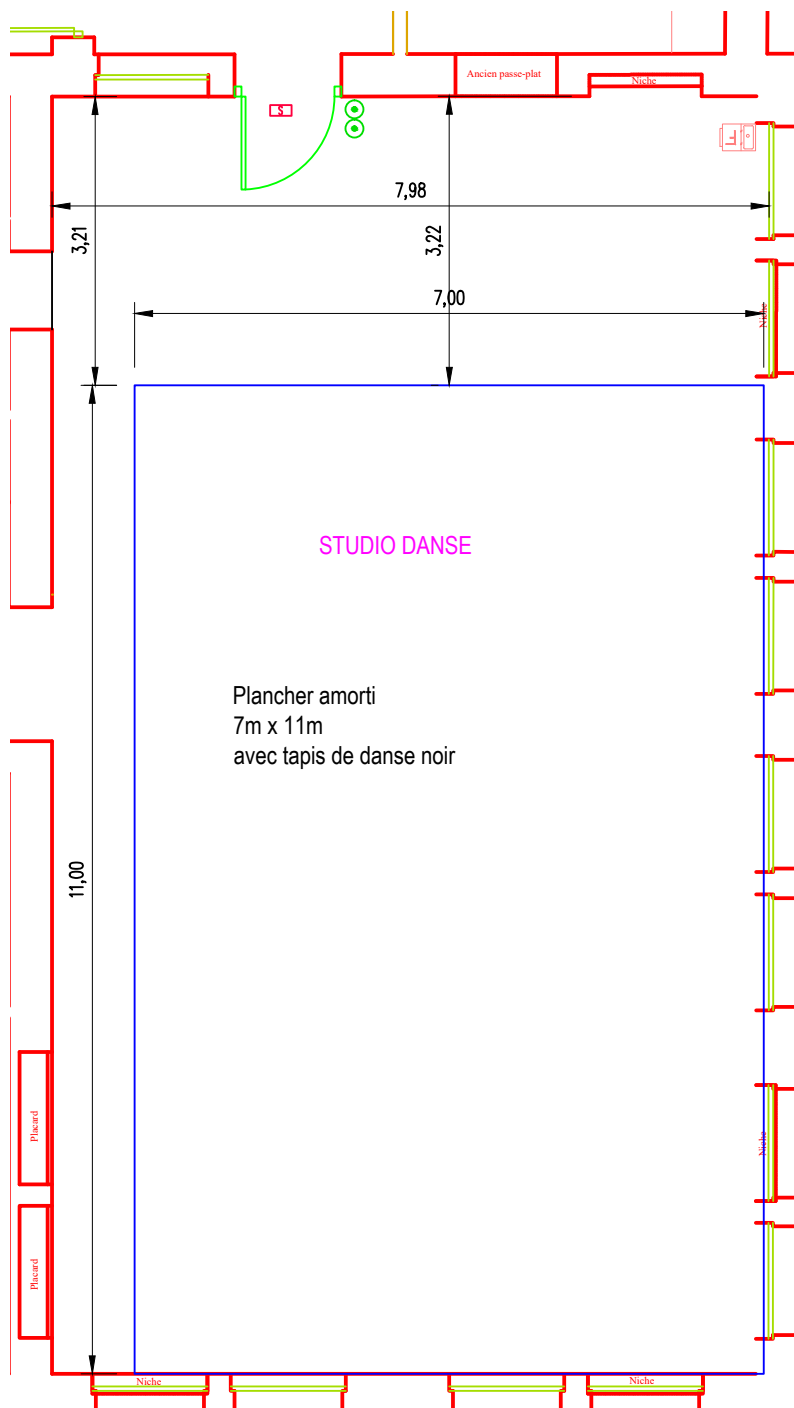 Ancien passe-plat
Niche
S
7,98
3,21
3,22
7,00
Niche
STUDIO DANSE
Plancher amorti
7m x 11m
avec tapis de danse noir
11,00
Placard
Niche
Placard
Niche
Niche